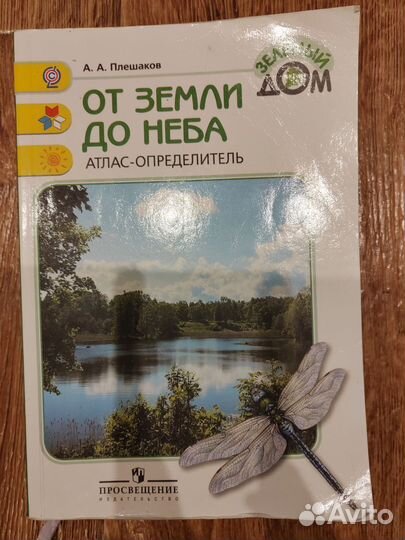 А. А. Плешаков
ЗЕЛЁНЫЙ
ДОМ
ОТ ЗЕМЛИ
ДО НЕБА
АТЛАС-ОПРЕДЕЛИТЕЛЬ
ПРОСВЕЩЕНИЕ
ИЗДАТЕЛЬСТВО
Avito